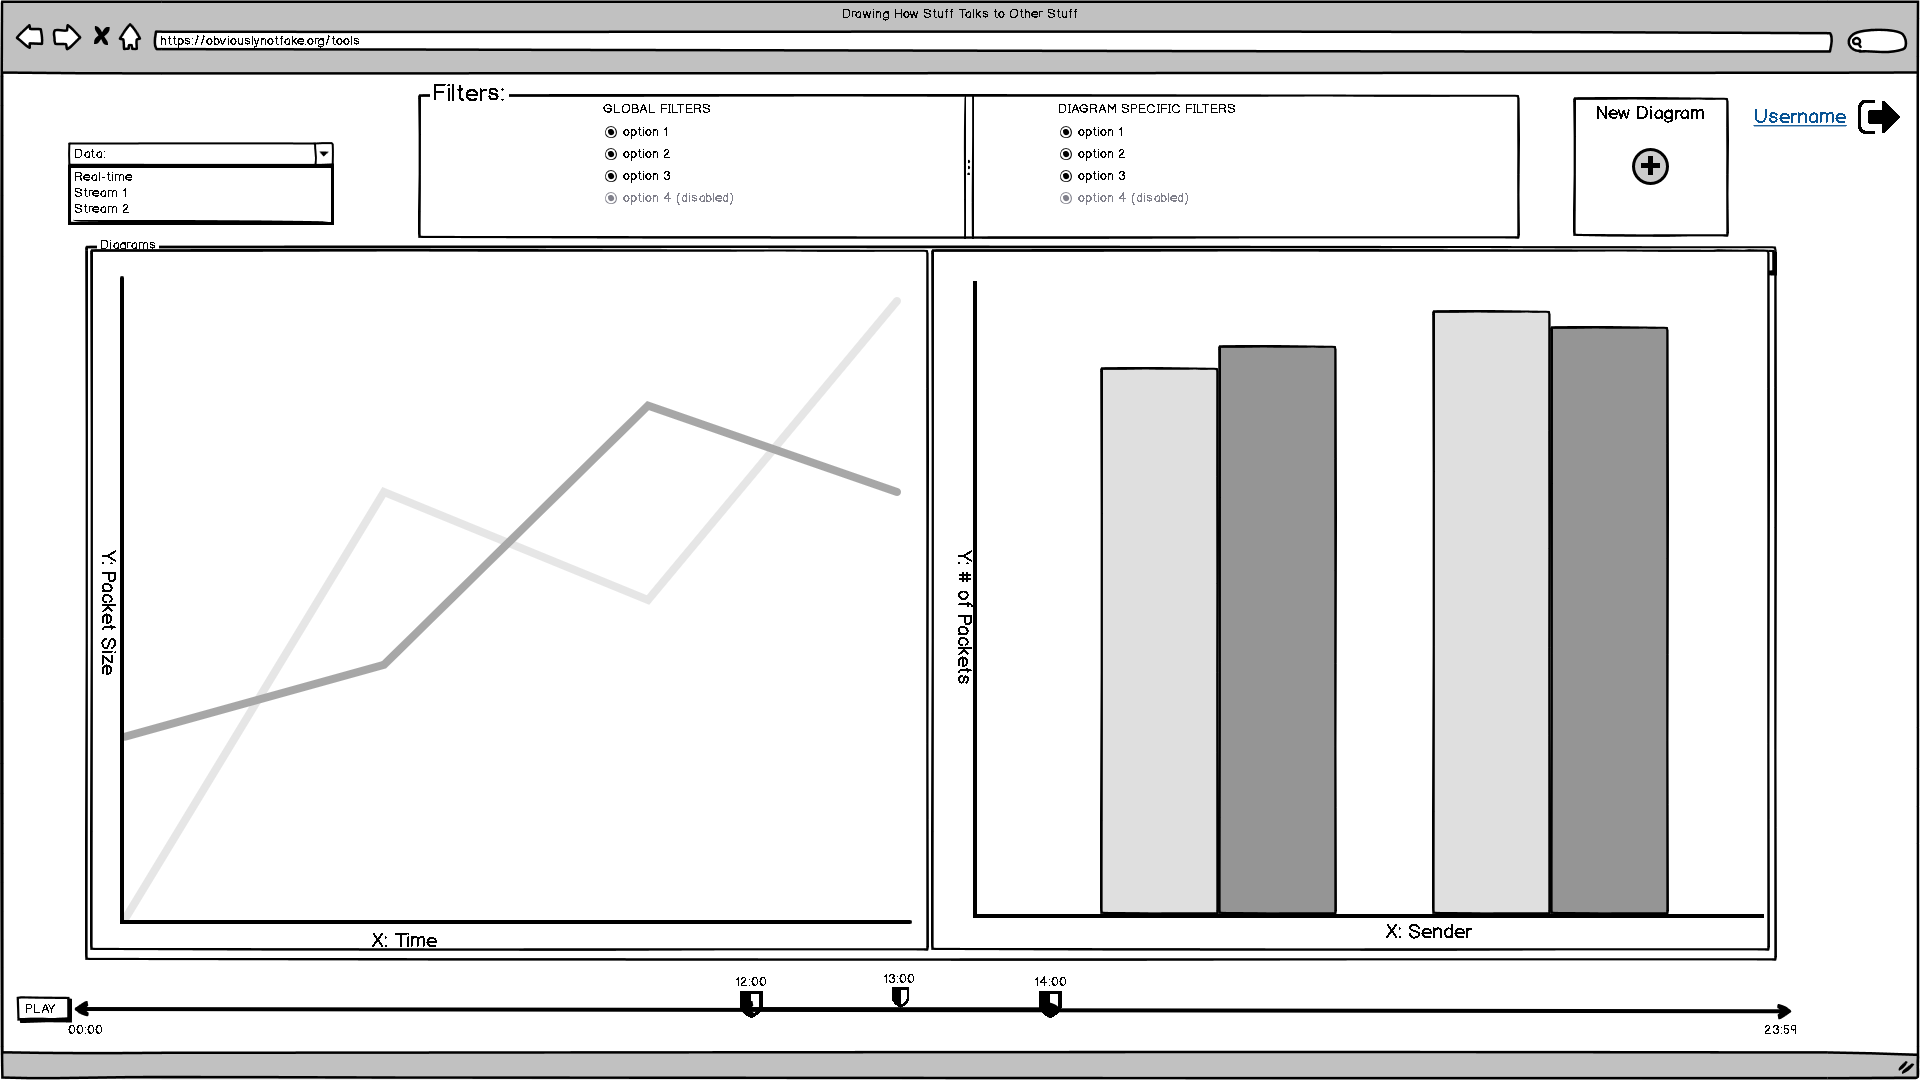 Drawing How Stuff Talks to Other Stuff
https://obviouslynotfake.org/tools
Filters:
GLOBAL FILTERS
option 1
option 2
option 3
option 4 (disabled)
DIAGRAM SPECIFIC FILTERS
option 1
option 2
option 3
option 4 (disabled)
New Diagram
Username
Data:
Real-time
Stream 1
Stream 2
Diagrams
Y: Packet Size
X: Time
Y: # of Packets
X: Sender
12:00
13:00
14:00
PLAY
00:00
23:59